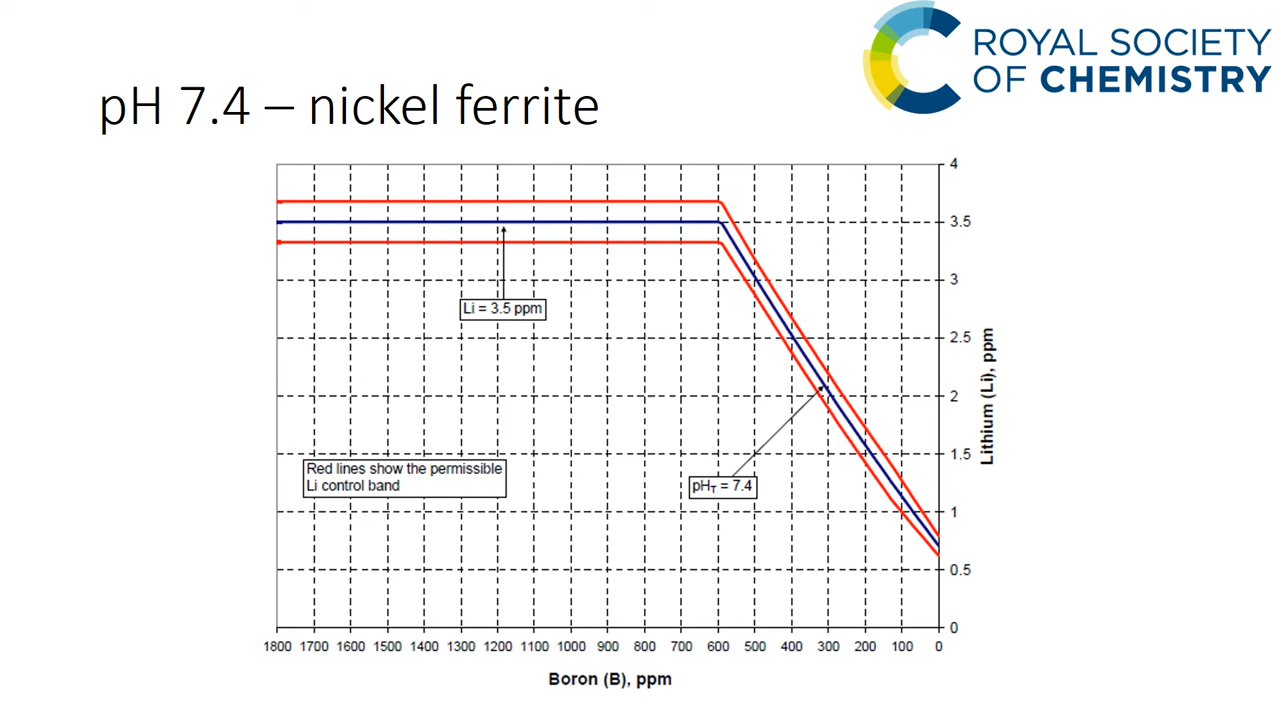 ROYAL SOCIETY
OF CHEMISTRY
pH 7.4 – nickel ferrite
4
3.5
3
2.5
2
1.5
1
0.5
0
Lithium (Li), ppm
Li = 3.5 ppm
Red lines show the permissible
Li control band
pHT = 7.4
1800 1700 1600 1500 1400 1300 1200 1100 1000 900 800 700 600 500 400 300 200 100 0
Boron (B), ppm